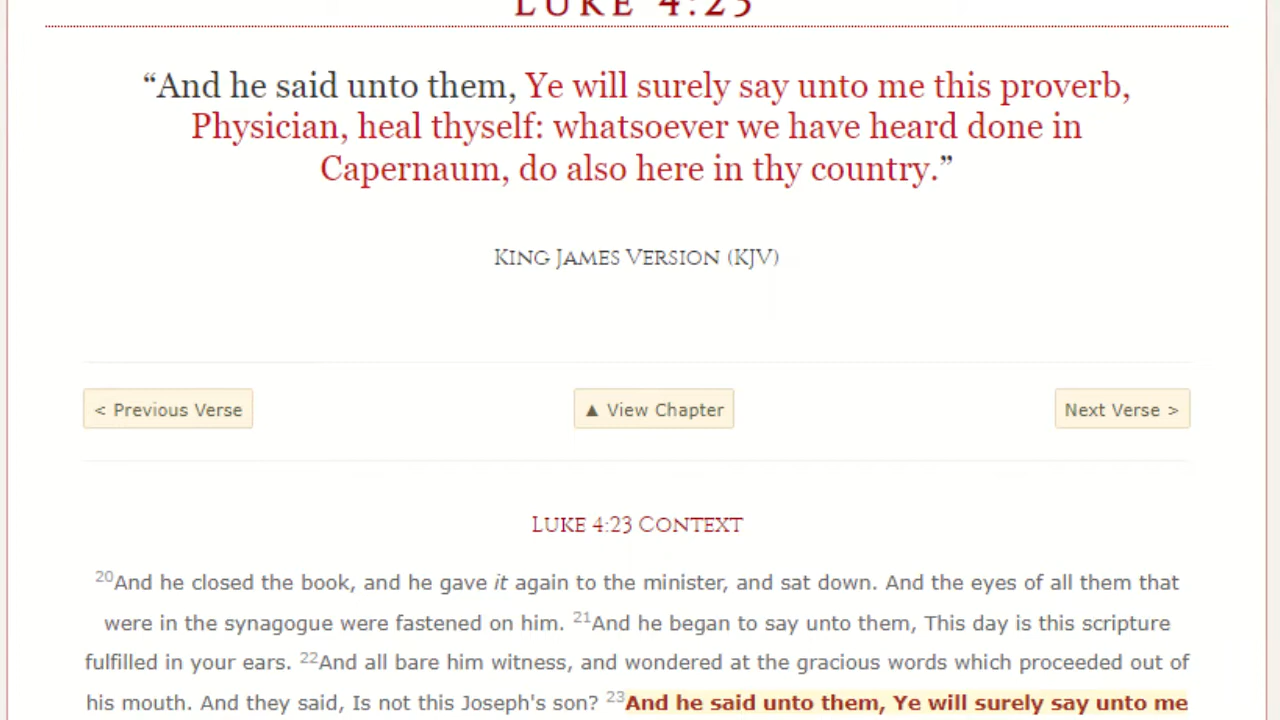 LUKE 4:23
“And he said unto them, Ye will surely say unto me this proverb,
Physician, heal thyself: whatsoever we have heard done in
Capernaum, do also here in thy country.”
King James Version (KJV)
< Previous Verse
▲ View Chapter
Next Verse >
Luke 4:23 Context
20And he closed the book, and he gave it again to the minister, and sat down. And the eyes of all them that
were in the synagogue were fastened on him. 21And he began to say unto them, This day is this scripture
fulfilled in your ears. 22And all bare him witness, and wondered at the gracious words which proceeded out of
his mouth. And they said, Is not this Joseph's son? 23And he said unto them, Ye will surely say unto me